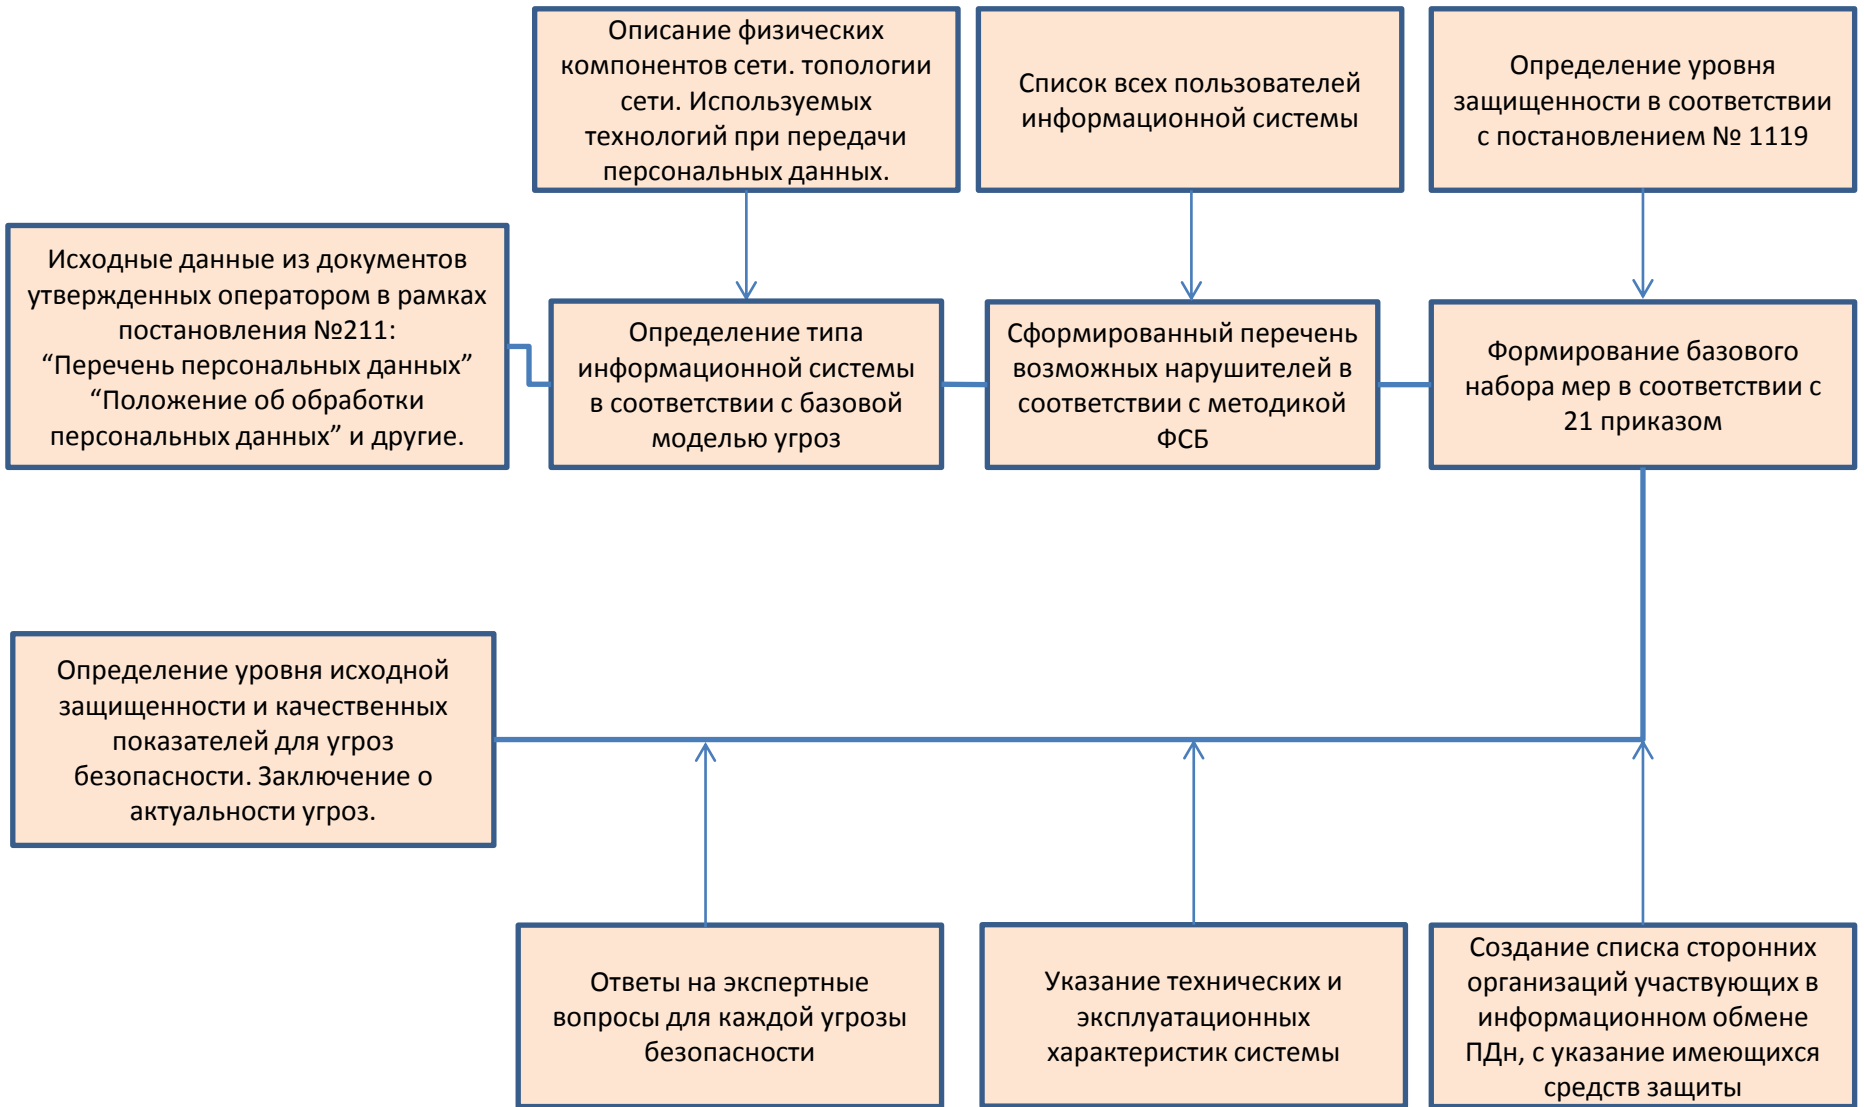 Описание физических
компонентов сети. топологии
сети. Используемых
технологий при передачи
персональных данных.
Список всех пользователей
информационной системы
Определение уровня
защищенности в соответствии
с постановлением № 1119
Исходные данные из документов
утвержденных оператором в рамках
постановления №211:
“Перечень персональных данных”
“Положение об обработки
персональных данных” и другие.
Определение типа
информационной системы
в соответствии с базовой
моделью угроз
Сформированный перечень
возможных нарушителей в
соответствии с методикой
ФСБ
Формирование базового
набора мер в соответствии с
21 приказом
Определение уровня исходной
защищенности и качественных
показателей для угроз
безопасности. Заключение о
актуальности угроз.
Ответы на экспертные
вопросы для каждой угрозы
безопасности
Указание технических и
эксплуатационных
характеристик системы
Создание списка сторонних
организаций участвующих в
информационном обмене
ПДн, с указание имеющихся
средств защиты